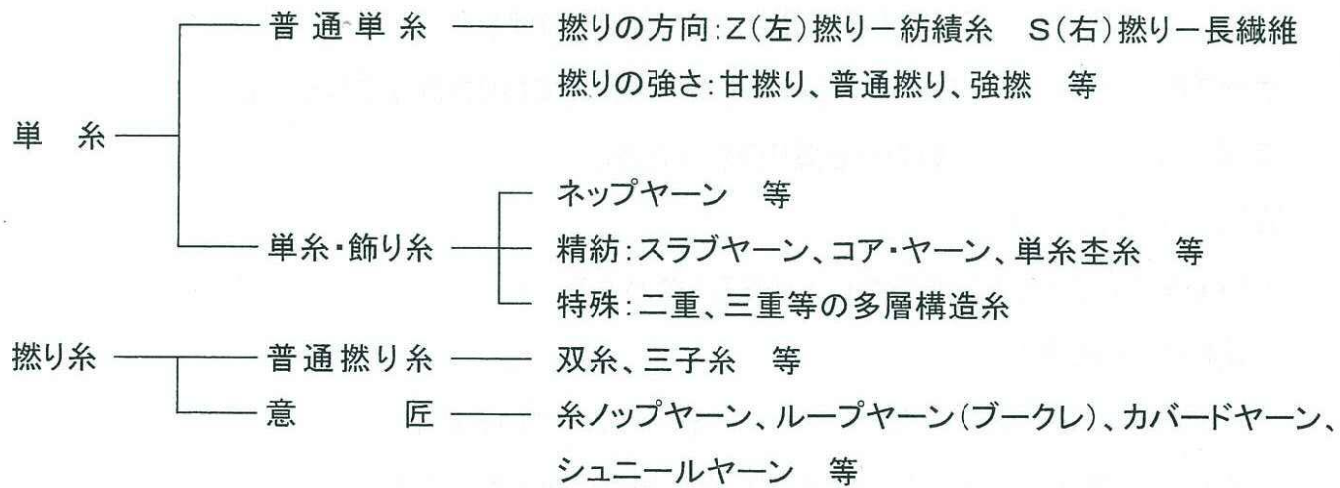 普通単糸 撚りの方向:Z(左)撚りー紡績糸 S(右)撚りー長繊維
撚りの強さ:甘撚り、普通撚り、強撚 等
単 糸
ネップヤーン 等
単糸・飾り糸 精紡:スラブヤーン、コア・ヤーン、単糸杢糸 等
特殊:二重、三重等の多層構造糸
撚り糸 普通撚り糸 双糸、三子糸 等
意 匠 糸ノップヤーン、ループヤーン(ブークレ)、カバードヤーン、
シュニールヤーン 等